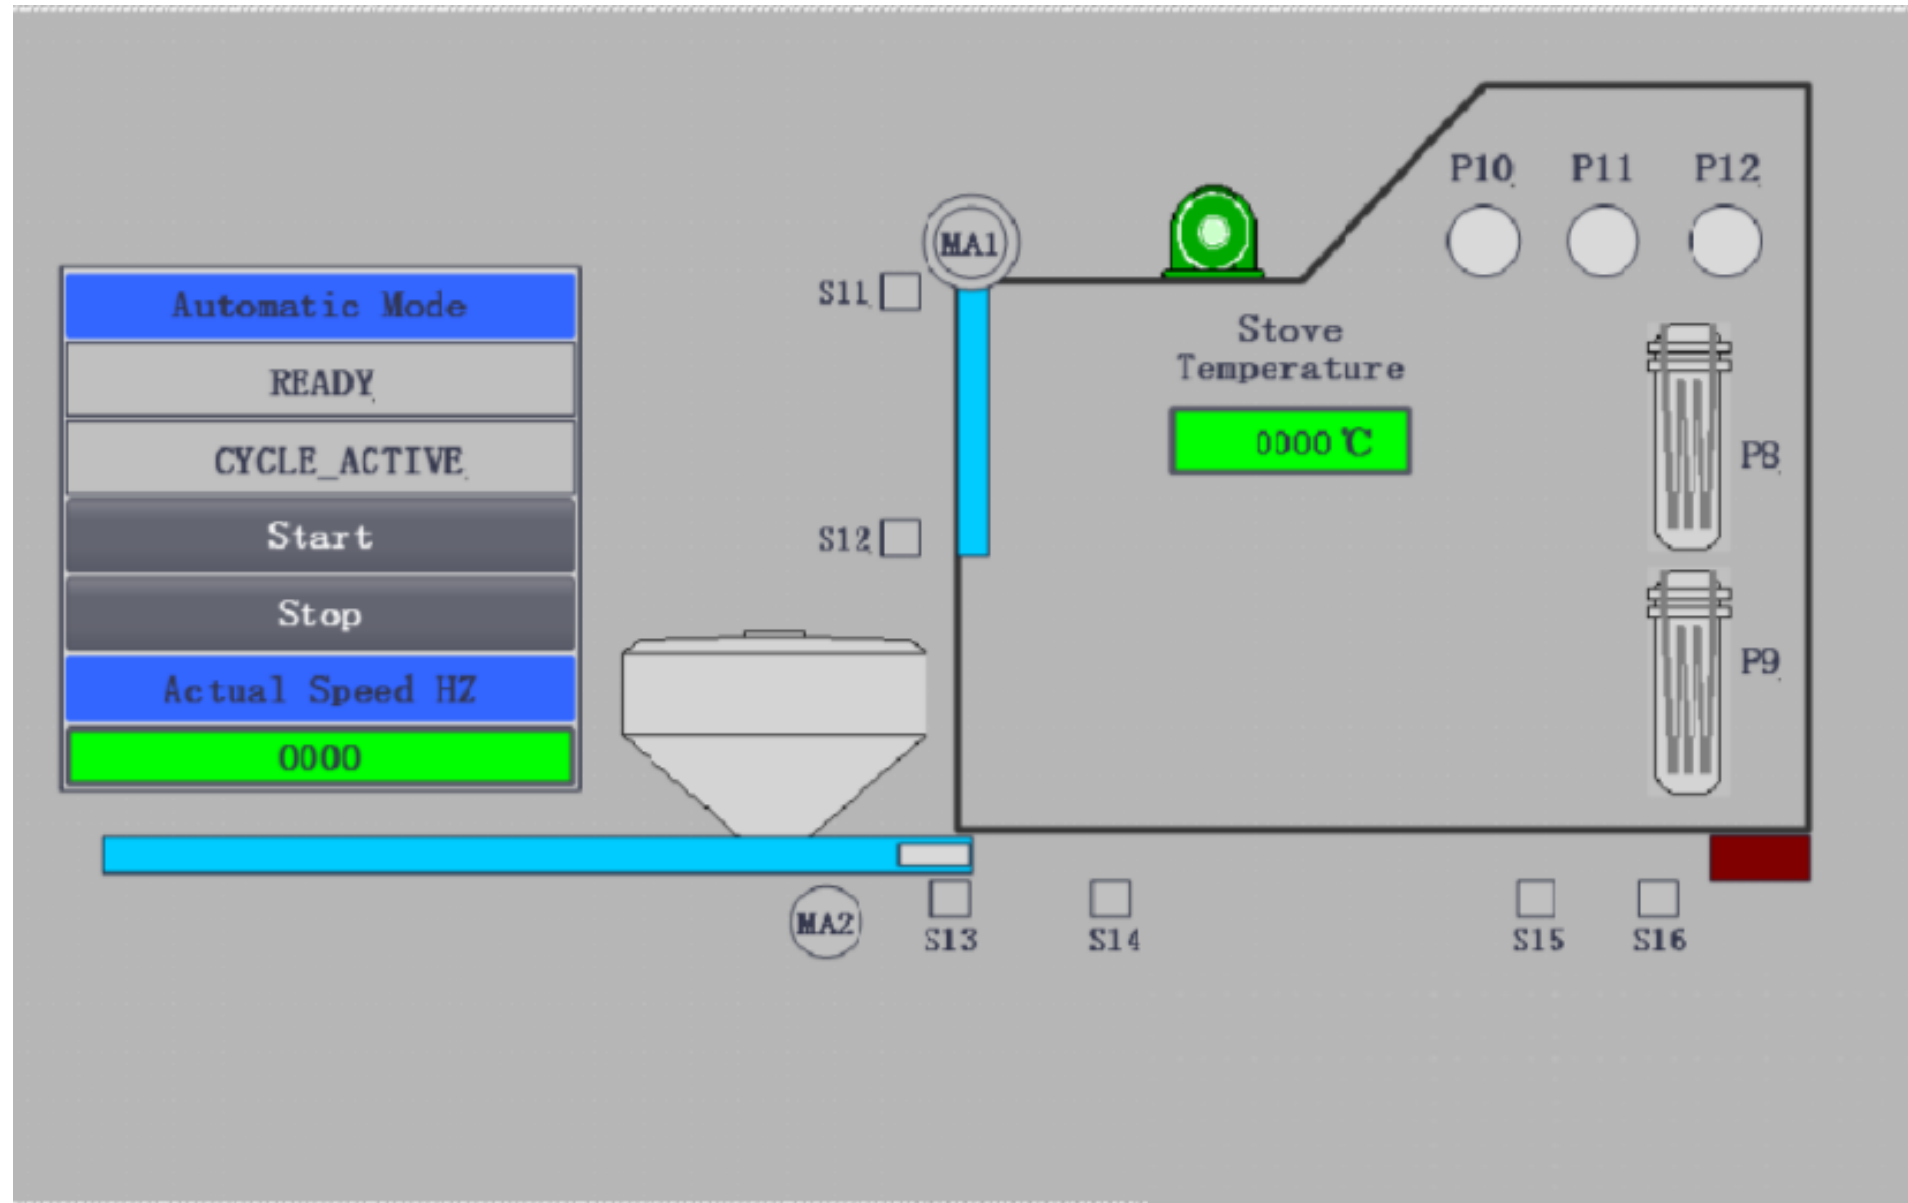 P10 P11 P12
MA1
S11
Automatic Mode
Stove
Temperature
READY
0000℃
CYCLE_ACTIVE
P8
Start
S12
Stop
P9
Actual Speed HZ
0000
MA2
S13 S14 S15 S16